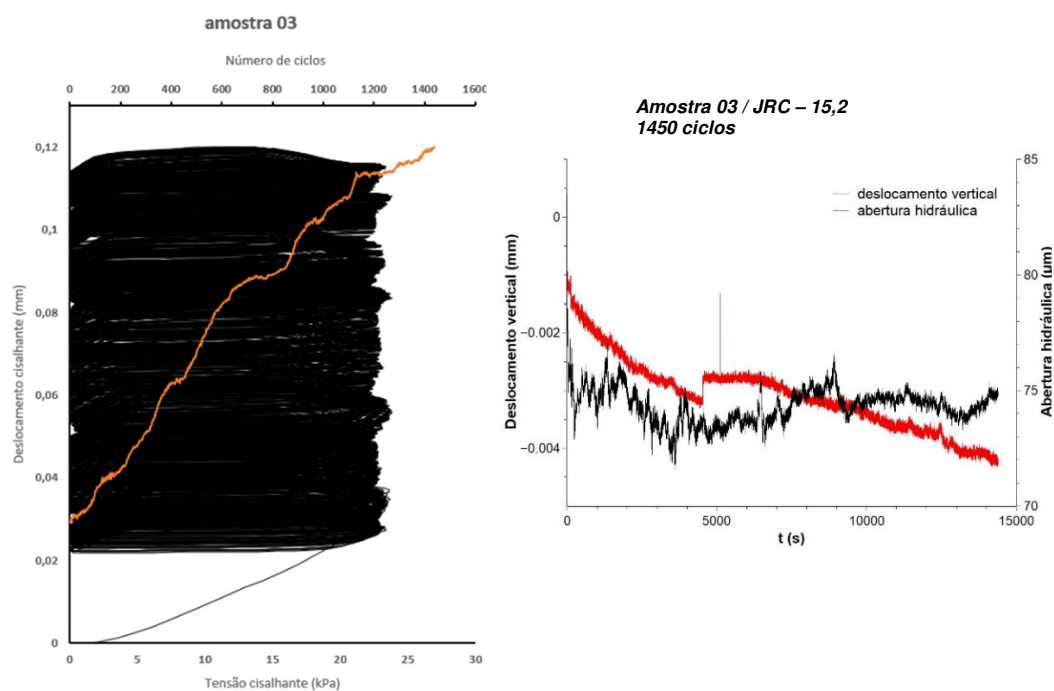 amostra 03
Número de ciclos
0 200 400 600 800 1000 1200 1400 1600
0,12
0,1
0,08
0,06
0,04
0,02
0
Deslocamento cisalhante (mm)
0 5 10 15 20 25 30
Tensão cisalhante (kPa)
Amostra 03 / JRC – 15,2
1450 ciclos
deslocamento vertical
abertura hidráulica
0
−0.002
−0.004
Deslocamento vertical (mm)
85
80
75
70
Abertura hidráulica (µm)
0 5000 10000 15000
t (s)